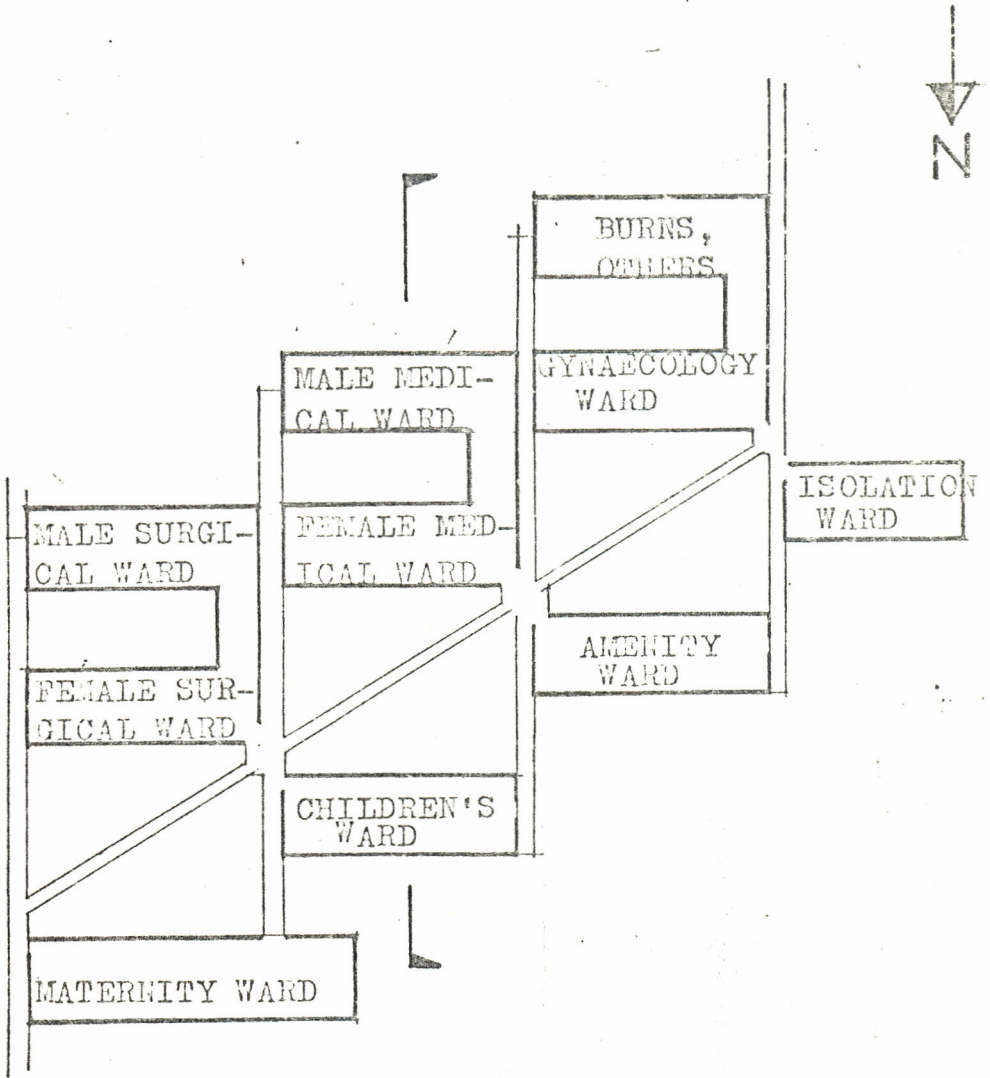 N
BURNS,
OTHERS
MALE MEDI-
CAL WARD
GYNAECOLOGY
WARD
ISOLATION
WARD
MALE SURGI-
CAL WARD
FEMALE MED-
ICAL WARD
AMENITY
WARD
FEMALE SUR-
GICAL WARD
CHILDREN'S
WARD
MATERNITY WARD